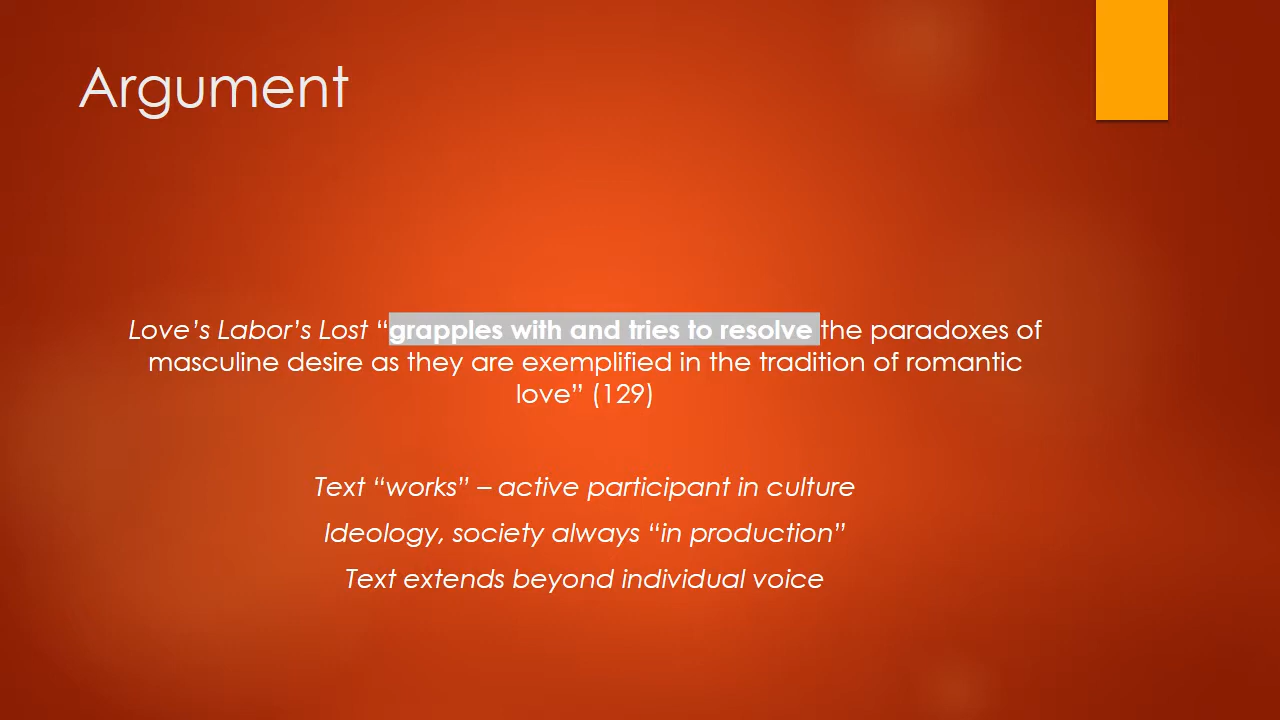 Argument
Love’s Labor’s Lost “grapples with and tries to resolve the paradoxes of
masculine desire as they are exemplified in the tradition of romantic
love” (129)
Text “works” – active participant in culture
Ideology, society always “in production”
Text extends beyond individual voice